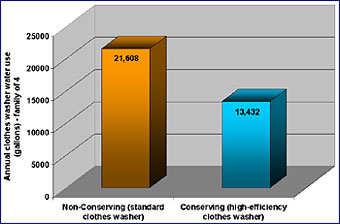 Annual clothes washer water use
(gallons) - family of 4
25000
20000
15000
10000
5000
0
21,608
13,432
Non-Conserving (standard
clothes washer)
Conserving (high-efficiency
clothes washer)